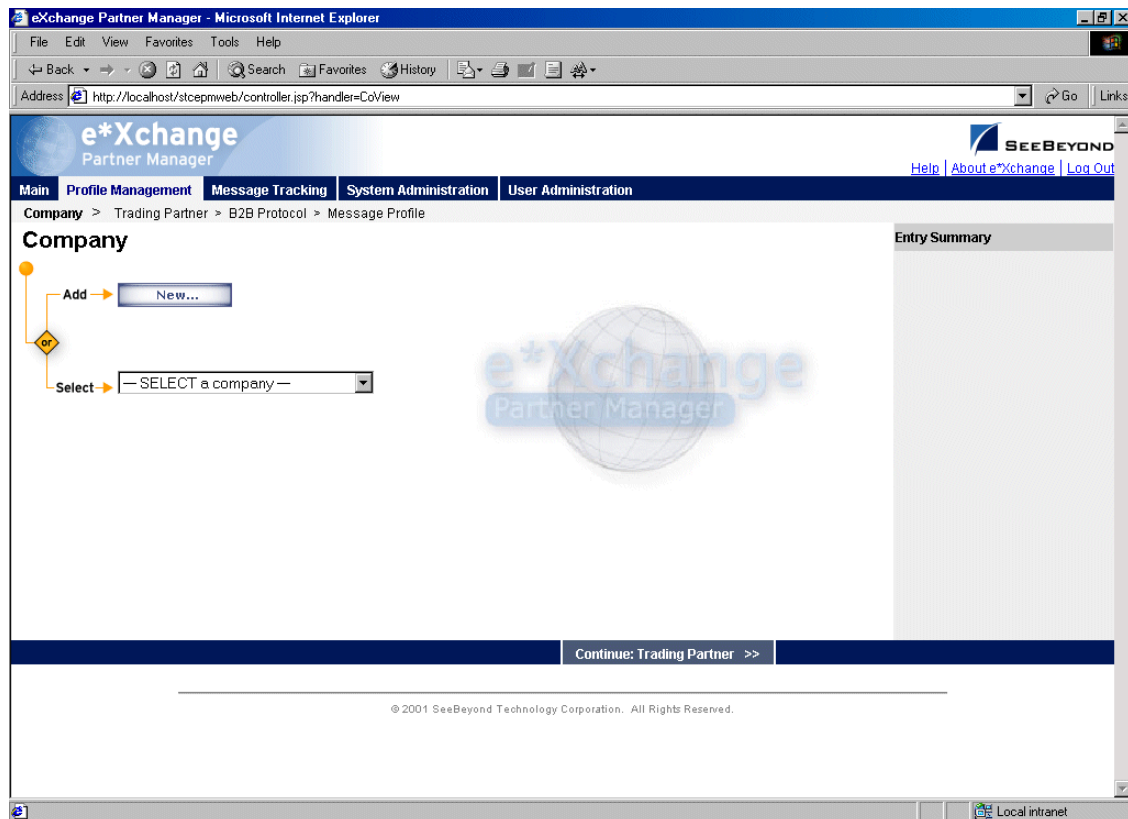 eXchange Partner Manager - Microsoft Internet Explorer
File Edit View Favorites Tools Help
Back Search Favorites History
Address http://localhost/stcepmweb/controller.jsp?handler=CoView Go Links
e*Xchange
Partner Manager
SEEBEYOND
Help | About e*Xchange | Log Out
Main Profile Management Message Tracking System Administration User Administration
Company > Trading Partner > B2B Protocol > Message Profile
Company
Entry Summary
Add New...
or
Select — SELECT a company —
e*Xchange
Partner Manager
Continue: Trading Partner >>
© 2001 SeeBeyond Technology Corporation. All Rights Reserved.
Local intranet